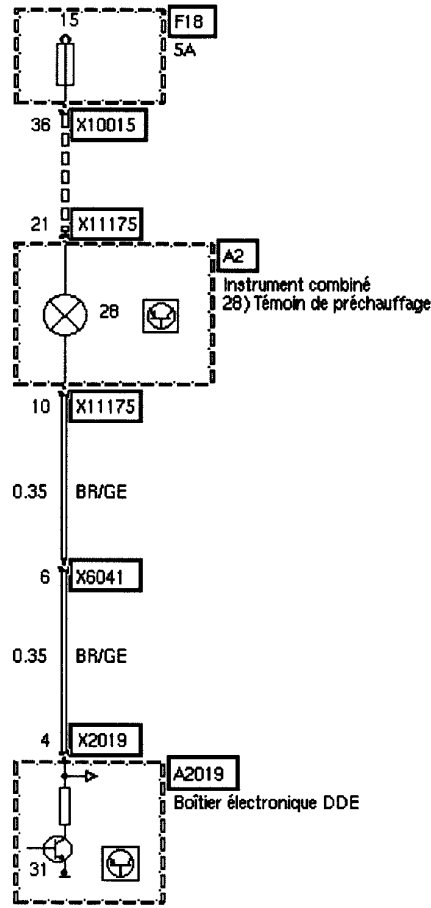 15
F18
5A
36 X10015
21 X11175
A2
Instrument combiné
28) Témoin de préchauffage
28
10 X11175
0.35 BR/GE
6 X6041
0.35 BR/GE
4 X2019
A2019
Boîtier électronique DDE
31